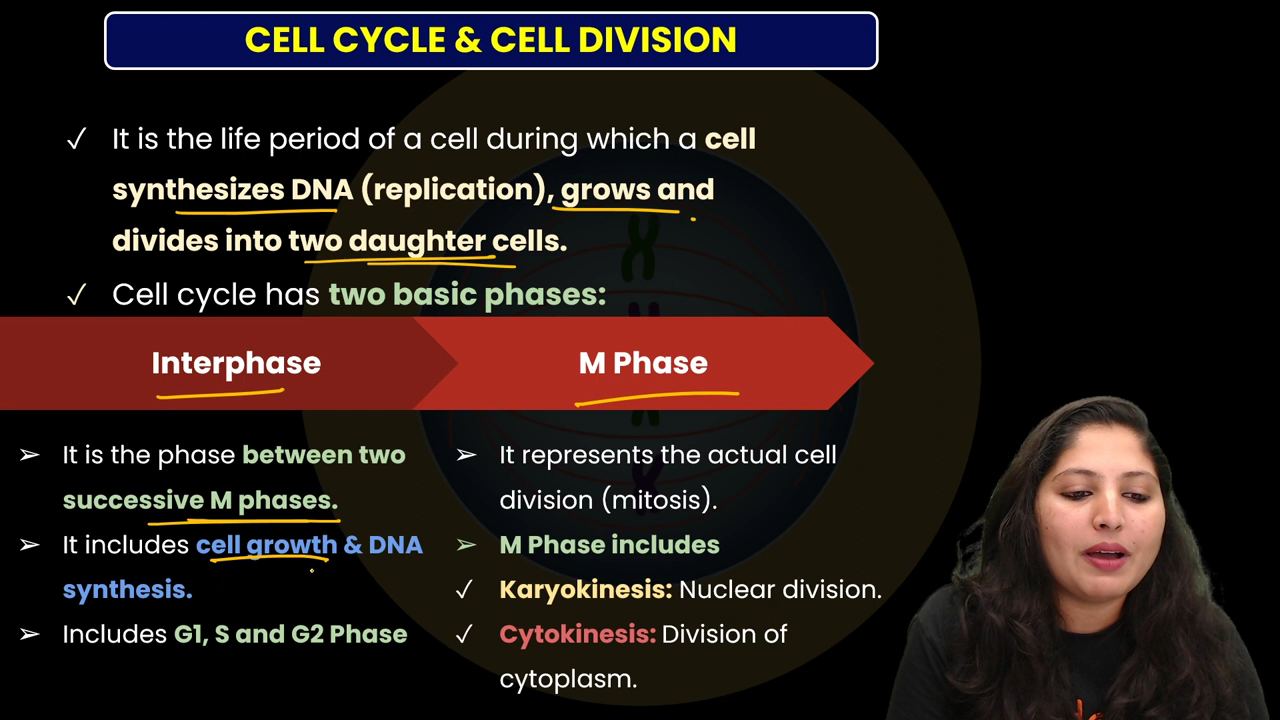 CELL CYCLE & CELL DIVISION
✓ It is the life period of a cell during which a cell
synthesizes DNA (replication), grows and
divides into two daughter cells.
✓ Cell cycle has two basic phases:
Interphase
M Phase
➢ It is the phase between two
successive M phases.
➢ It includes cell growth & DNA
synthesis.
➢ Includes G1, S and G2 Phase
➢ It represents the actual cell
division (mitosis).
➢ M Phase includes
✓ Karyokinesis: Nuclear division.
✓ Cytokinesis: Division of
cytoplasm.